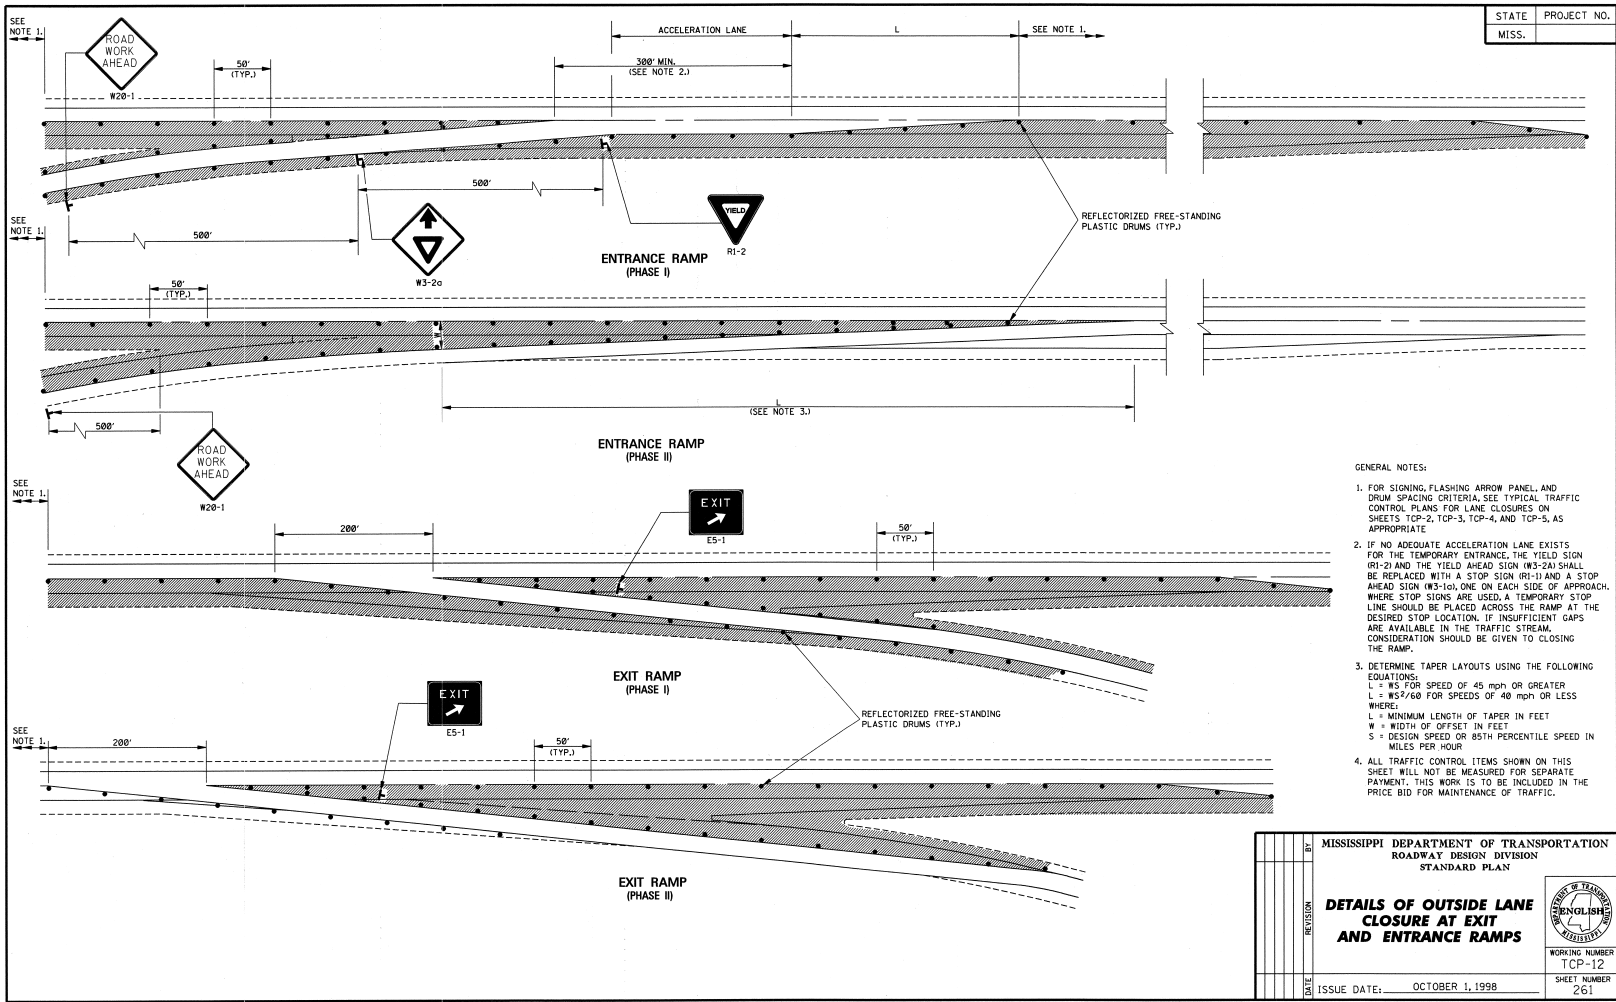 STATE PROJECT NO.
MISS.
SEE
NOTE 1.
ROAD
WORK
AHEAD
W20-1
50'
(TYP.)
ACCELERATION LANE
L
SEE NOTE 1.
300' MIN.
(SEE NOTE 2.)
500'
500'
YIELD
R1-2
W3-2a
REFLECTORIZED FREE-STANDING
PLASTIC DRUMS (TYP.)
ENTRANCE RAMP
(PHASE I)
SEE
NOTE 1.
50'
(TYP.)
W
L
(SEE NOTE 3.)
500'
ROAD
WORK
AHEAD
W20-1
ENTRANCE RAMP
(PHASE II)
SEE
NOTE 1.
200'
EXIT
E5-1
50'
(TYP.)
EXIT RAMP
(PHASE I)
REFLECTORIZED FREE-STANDING
PLASTIC DRUMS (TYP.)
SEE
NOTE 1.
200'
EXIT
E5-1
50'
(TYP.)
EXIT RAMP
(PHASE II)
GENERAL NOTES:
1. FOR SIGNING, FLASHING ARROW PANEL, AND
DRUM SPACING CRITERIA, SEE TYPICAL TRAFFIC
CONTROL PLANS FOR LANE CLOSURES ON
SHEETS TCP-2, TCP-3, TCP-4, AND TCP-5, AS
APPROPRIATE
2. IF NO ADEQUATE ACCELERATION LANE EXISTS
FOR THE TEMPORARY ENTRANCE, THE YIELD SIGN
(R1-2) AND THE YIELD AHEAD SIGN (W3-2A) SHALL
BE REPLACED WITH A STOP SIGN (R1-1) AND A STOP
AHEAD SIGN (W3-1a), ONE ON EACH SIDE OF APPROACH.
WHERE STOP SIGNS ARE USED, A TEMPORARY STOP
LINE SHOULD BE PLACED ACROSS THE RAMP AT THE
DESIRED STOP LOCATION. IF INSUFFICIENT GAPS
ARE AVAILABLE IN THE TRAFFIC STREAM,
CONSIDERATION SHOULD BE GIVEN TO CLOSING
THE RAMP.
3. DETERMINE TAPER LAYOUTS USING THE FOLLOWING
EQUATIONS:
L = WS FOR SPEED OF 45 mph OR GREATER
L = WS²/60 FOR SPEEDS OF 40 mph OR LESS
WHERE:
L = MINIMUM LENGTH OF TAPER IN FEET
W = WIDTH OF OFFSET IN FEET
S = DESIGN SPEED OR 85TH PERCENTILE SPEED IN
MILES PER HOUR
4. ALL TRAFFIC CONTROL ITEMS SHOWN ON THIS
SHEET WILL NOT BE MEASURED FOR SEPARATE
PAYMENT. THIS WORK IS TO BE INCLUDED IN THE
PRICE BID FOR MAINTENANCE OF TRAFFIC.
BY
REVISION
DATE
MISSISSIPPI DEPARTMENT OF TRANSPORTATION
ROADWAY DESIGN DIVISION
STANDARD PLAN
DETAILS OF OUTSIDE LANE
CLOSURE AT EXIT
AND ENTRANCE RAMPS
DEPARTMENT OF TRANSPORTATION
ENGLISH
MISSISSIPPI
WORKING NUMBER
TCP-12
SHEET NUMBER
261
ISSUE DATE: OCTOBER 1, 1998